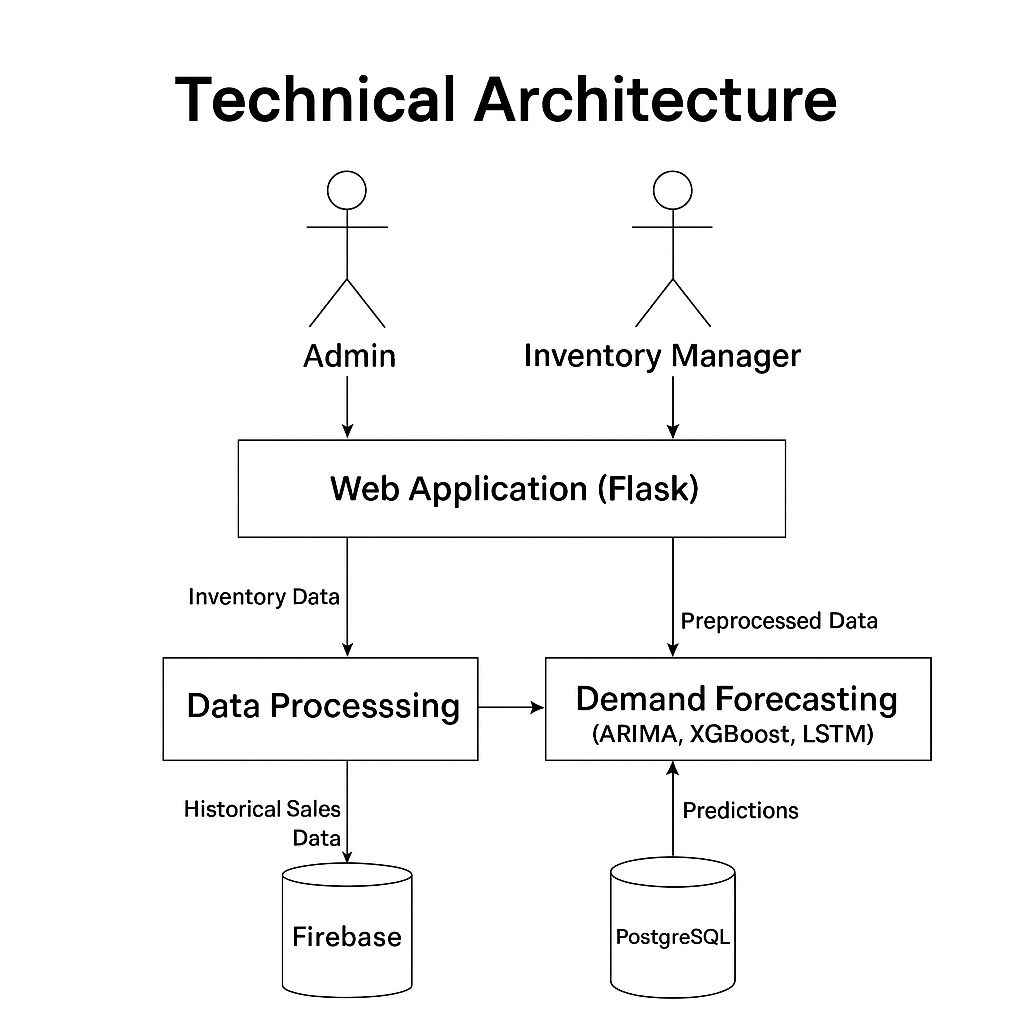 Technical Architecture
Admin
Inventory Manager
Web Application (Flask)
Inventory Data
Preprocessed Data
Data Processsing
Demand Forecasting
(ARIMA, XGBoost, LSTM)
Historical Sales
Data
Predictions
Firebase
PostgreSQL